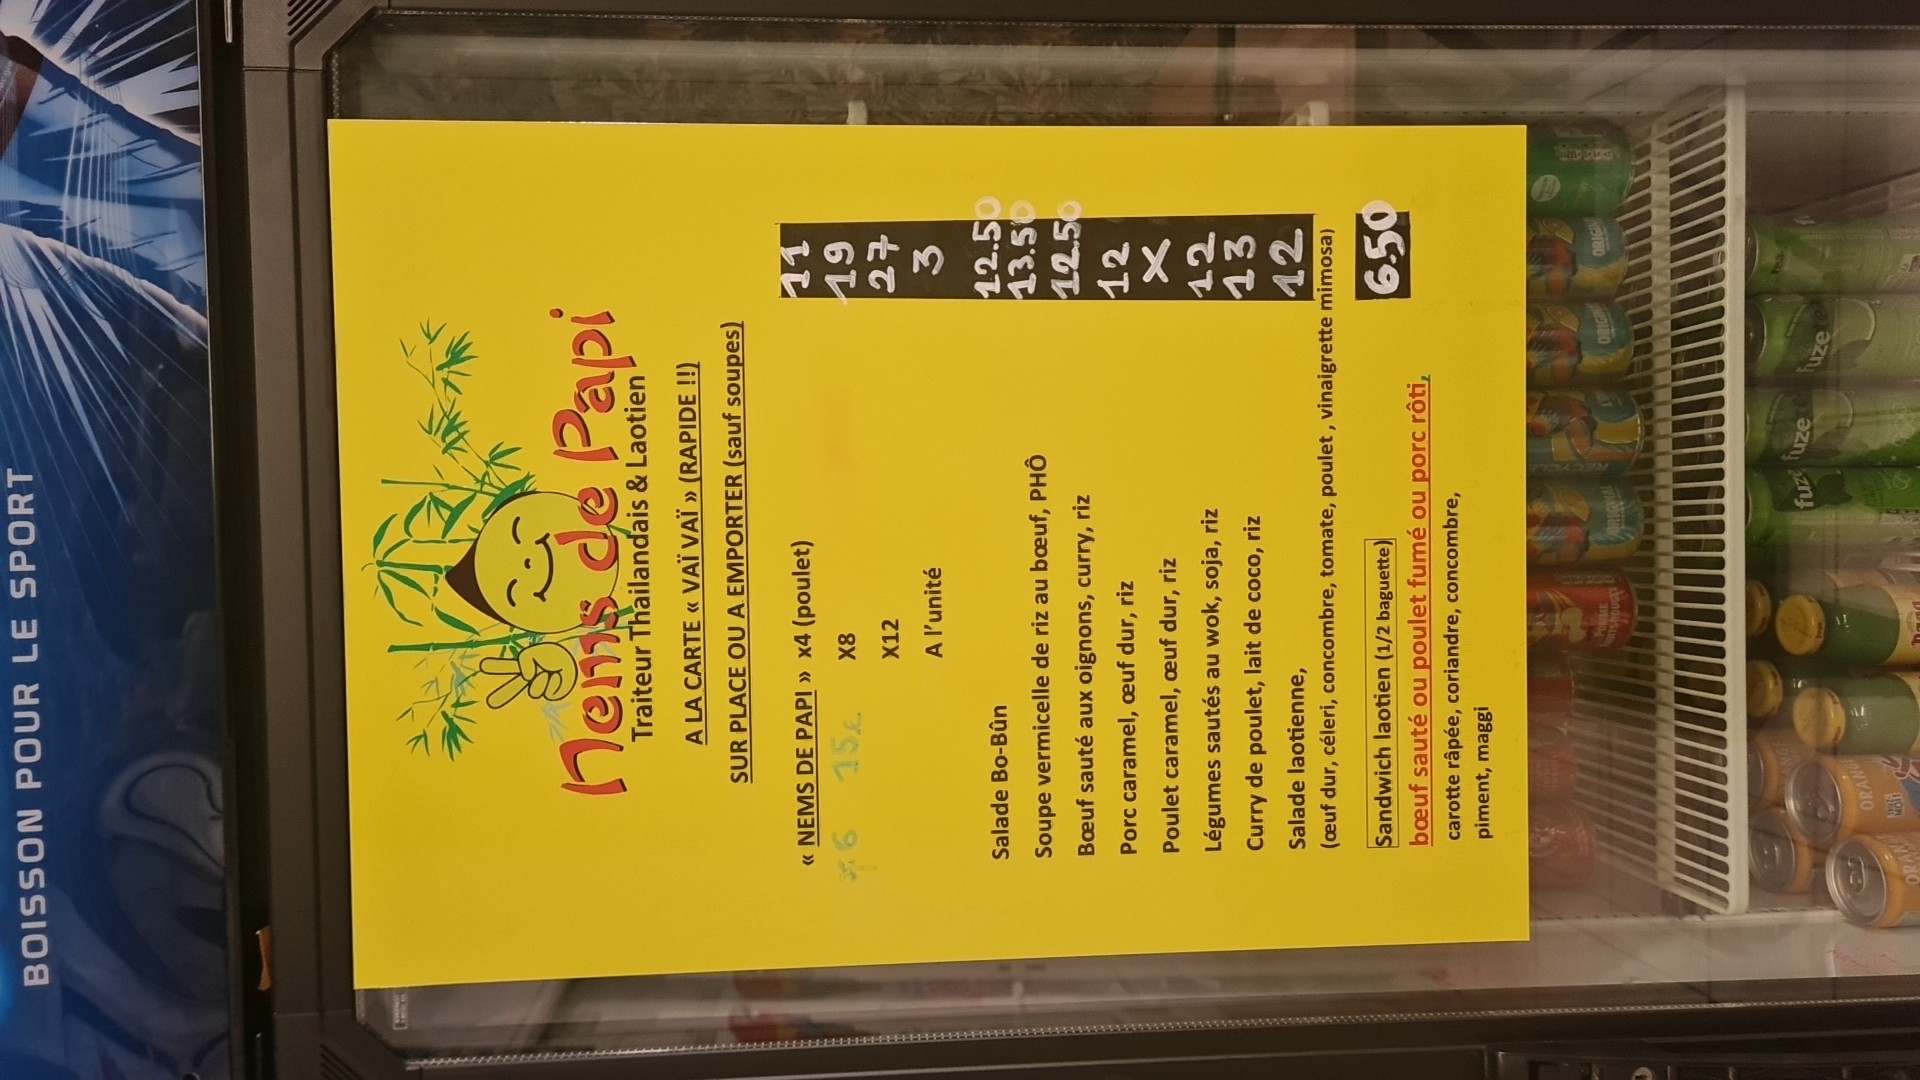 BOISSON POUR LE SPORT
nems de Papi
Traiteur Thaïlandais & Laotien
A LA CARTE « VAÏ VAÏ » (RAPIDE !!)
SUR PLACE OU A EMPORTER (sauf soupes)
« NEMS DE PAPI » x4 (poulet) 11
x6 15€
X8 19
X12 27
A l'unité 3
Salade Bo-Bûn 12.50
Soupe vermicelle de riz au bœuf, PHÔ 13.50
Bœuf sauté aux oignons, curry, riz 12.50
Porc caramel, œuf dur, riz 12
Poulet caramel, œuf dur, riz X
Légumes sautés au wok, soja, riz 12
Curry de poulet, lait de coco, riz 13
Salade laotienne, 12
(œuf dur, céleri, concombre, tomate, poulet , vinaigrette mimosa)
Sandwich laotien (1/2 baguette) 6.50
bœuf sauté ou poulet fumé ou porc rôti,
carotte râpée, coriandre, concombre,
piment, maggi
ORIGINAL
ORIGINAL
RECYCLE
fuze
fuze
fuze
ORAN
ORAN